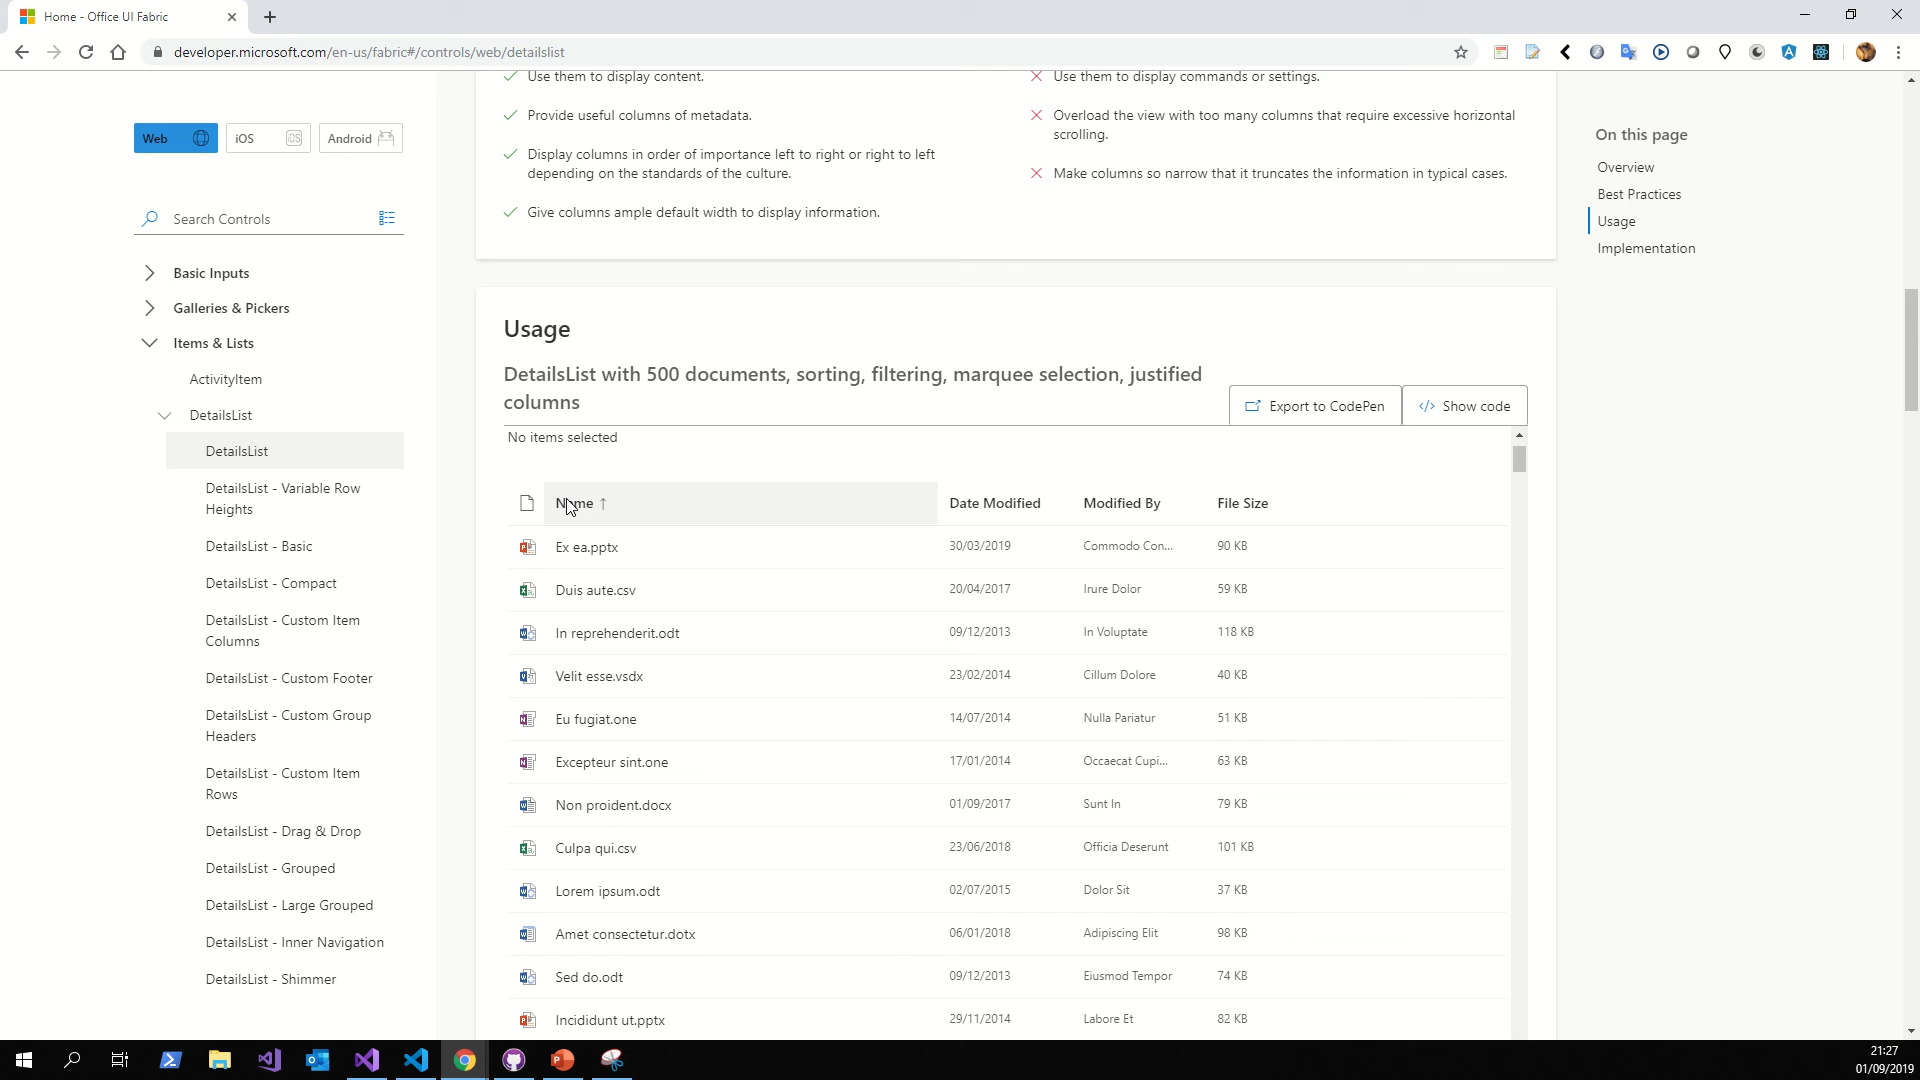 Home - Office UI Fabric
developer.microsoft.com/en-us/fabric#/controls/web/detailslist
Use them to display content.
Provide useful columns of metadata.
Display columns in order of importance left to right or right to left
depending on the standards of the culture.
Give columns ample default width to display information.
Use them to display commands or settings.
Overload the view with too many columns that require excessive horizontal
scrolling.
Make columns so narrow that it truncates the information in typical cases.
Web
iOS
Android
Search Controls
Basic Inputs
Galleries & Pickers
Items & Lists
ActivityItem
DetailsList
DetailsList
DetailsList - Variable Row
Heights
DetailsList - Basic
DetailsList - Compact
DetailsList - Custom Item
Columns
DetailsList - Custom Footer
DetailsList - Custom Group
Headers
DetailsList - Custom Item
Rows
DetailsList - Drag & Drop
DetailsList - Grouped
DetailsList - Large Grouped
DetailsList - Inner Navigation
DetailsList - Shimmer
Usage
DetailsList with 500 documents, sorting, filtering, marquee selection, justified
columns
Export to CodePen
Show code
No items selected
Name ↑ Date Modified Modified By File Size
Ex ea.pptx 30/03/2019 Commodo Con... 90 KB
Duis aute.csv 20/04/2017 Irure Dolor 59 KB
In reprehenderit.odt 09/12/2013 In Voluptate 118 KB
Velit esse.vsdx 23/02/2014 Cillum Dolore 40 KB
Eu fugiat.one 14/07/2014 Nulla Pariatur 51 KB
Excepteur sint.one 17/01/2014 Occaecat Cupi... 63 KB
Non proident.docx 01/09/2017 Sunt In 79 KB
Culpa qui.csv 23/06/2018 Officia Deserunt 101 KB
Lorem ipsum.odt 02/07/2015 Dolor Sit 37 KB
Amet consectetur.dotx 06/01/2018 Adipiscing Elit 98 KB
Sed do.odt 09/12/2013 Eiusmod Tempor 74 KB
Incididunt ut.pptx 29/11/2014 Labore Et 82 KB
On this page
Overview
Best Practices
Usage
Implementation
21:27
01/09/2019